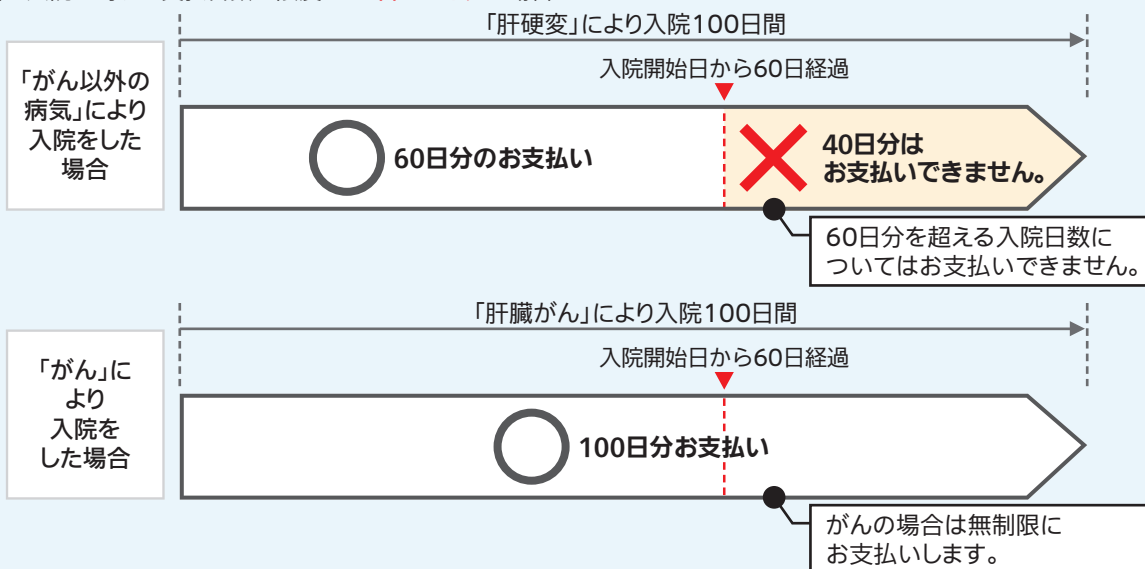 「肝硬変」により入院100日間
入院開始日から60日経過
「がん以外の
病気」により
入院をした
場合
60日分のお支払い
40日分は
お支払いできません。
60日分を超える入院日数に
ついてはお支払いできません。
「肝臓がん」により入院100日間
入院開始日から60日経過
「がん」に
より
入院を
した場合
100日分お支払い
がんの場合は無制限に
お支払いします。